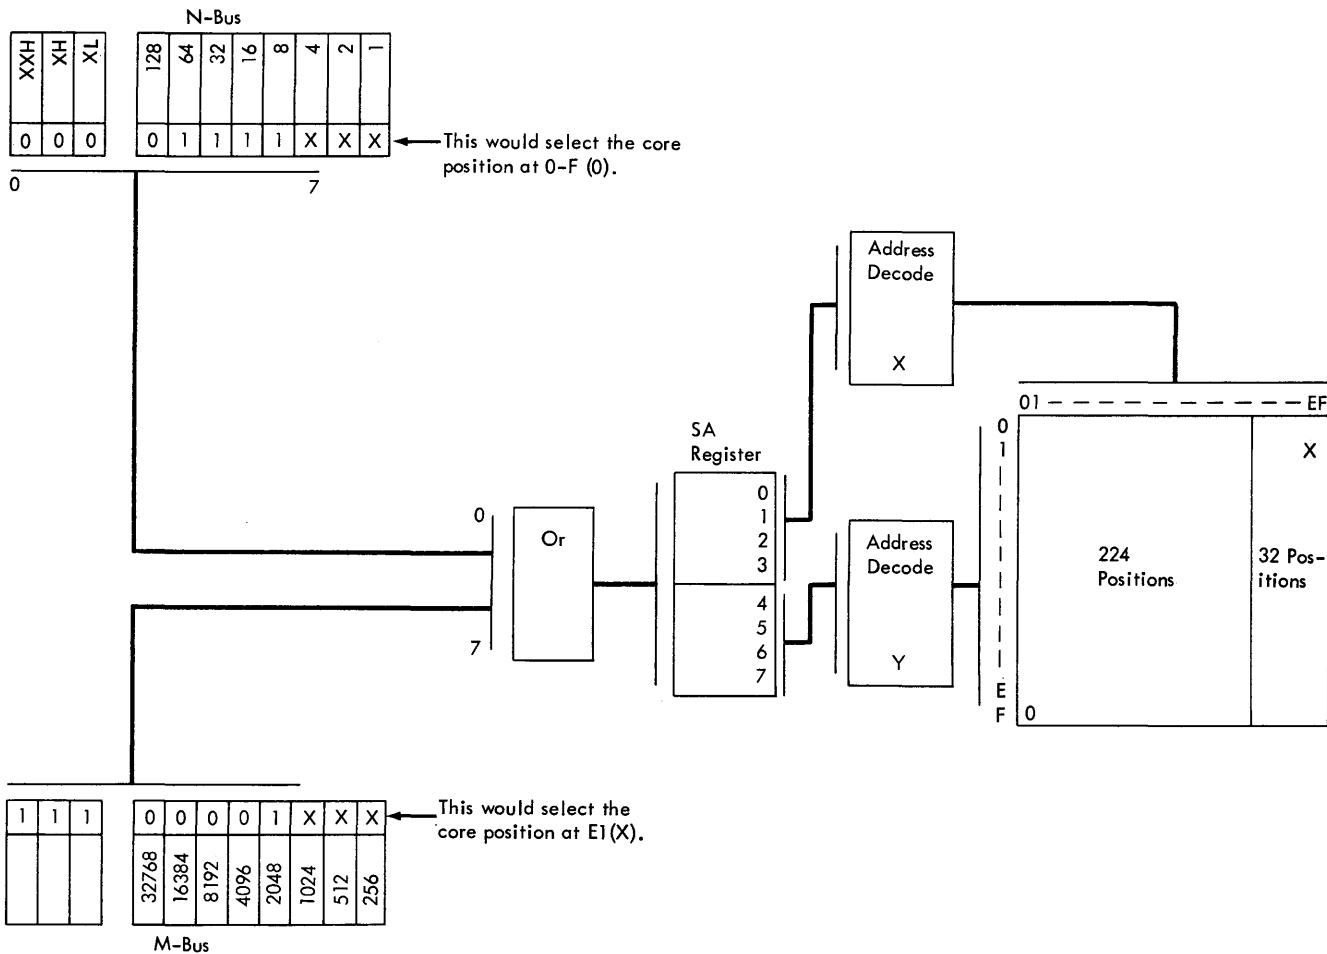 N-Bus
XXH XH XL 128 64 32 16 8 4 2 1
0 0 0 0 1 1 1 1 X X X
This would select the core
position at 0-F (0).
0 7
Address
Decode
X
01 EF
SA
Register
0
1
2
3
4
5
6
7
0
7
Or
Address
Decode
Y
0
1
E
F
X
224
Positions
32 Pos-
itions
0
1 1 1 0 0 0 0 1 X X X
This would select the
core position at E1(X).
32768 16384 8192 4096 2048 1024 512 256
M-Bus